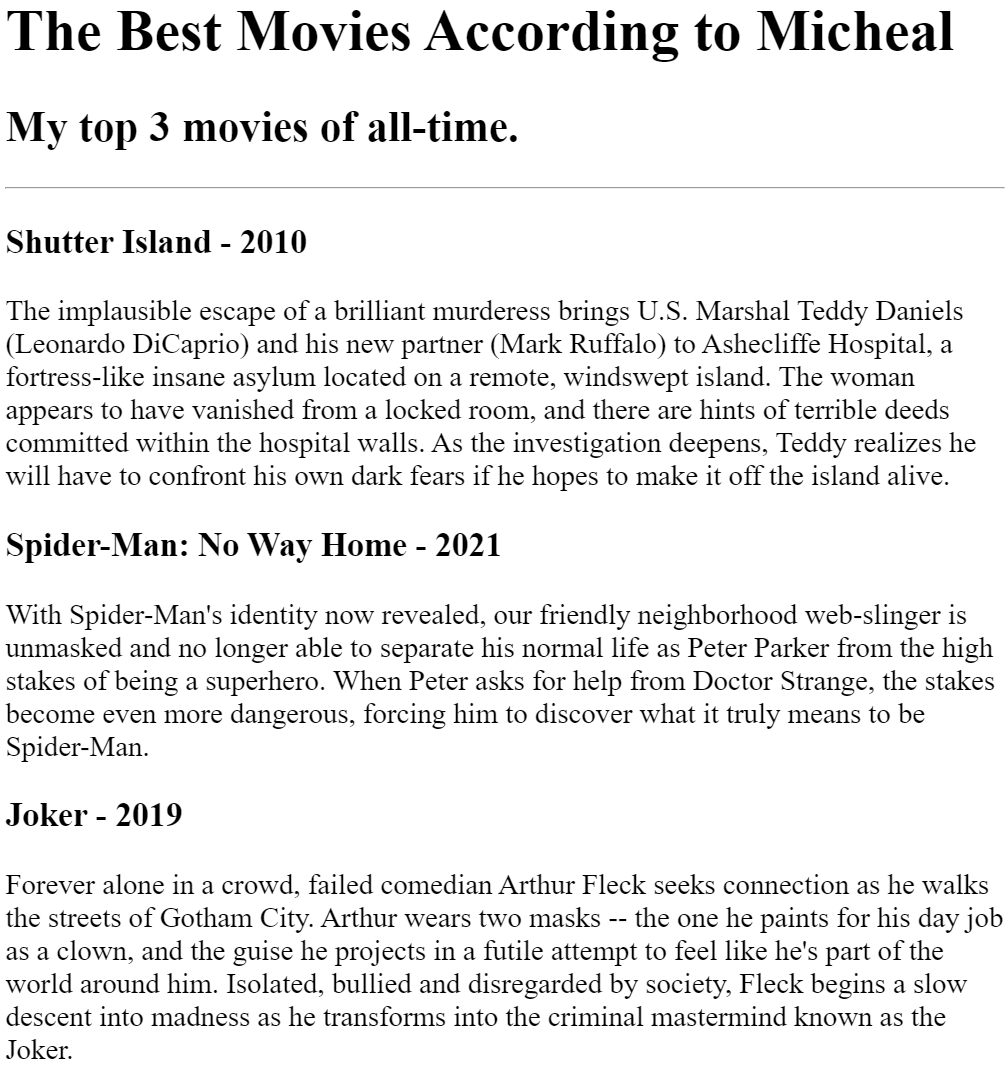 The Best Movies According to Micheal
My top 3 movies of all-time.
Shutter Island - 2010
The implausible escape of a brilliant murderess brings U.S. Marshal Teddy Daniels
(Leonardo DiCaprio) and his new partner (Mark Ruffalo) to Ashecliffe Hospital, a
fortress-like insane asylum located on a remote, windswept island. The woman
appears to have vanished from a locked room, and there are hints of terrible deeds
committed within the hospital walls. As the investigation deepens, Teddy realizes he
will have to confront his own dark fears if he hopes to make it off the island alive.
Spider-Man: No Way Home - 2021
With Spider-Man's identity now revealed, our friendly neighborhood web-slinger is
unmasked and no longer able to separate his normal life as Peter Parker from the high
stakes of being a superhero. When Peter asks for help from Doctor Strange, the stakes
become even more dangerous, forcing him to discover what it truly means to be
Spider-Man.
Joker - 2019
Forever alone in a crowd, failed comedian Arthur Fleck seeks connection as he walks
the streets of Gotham City. Arthur wears two masks -- the one he paints for his day job
as a clown, and the guise he projects in a futile attempt to feel like he's part of the
world around him. Isolated, bullied and disregarded by society, Fleck begins a slow
descent into madness as he transforms into the criminal mastermind known as the
Joker.